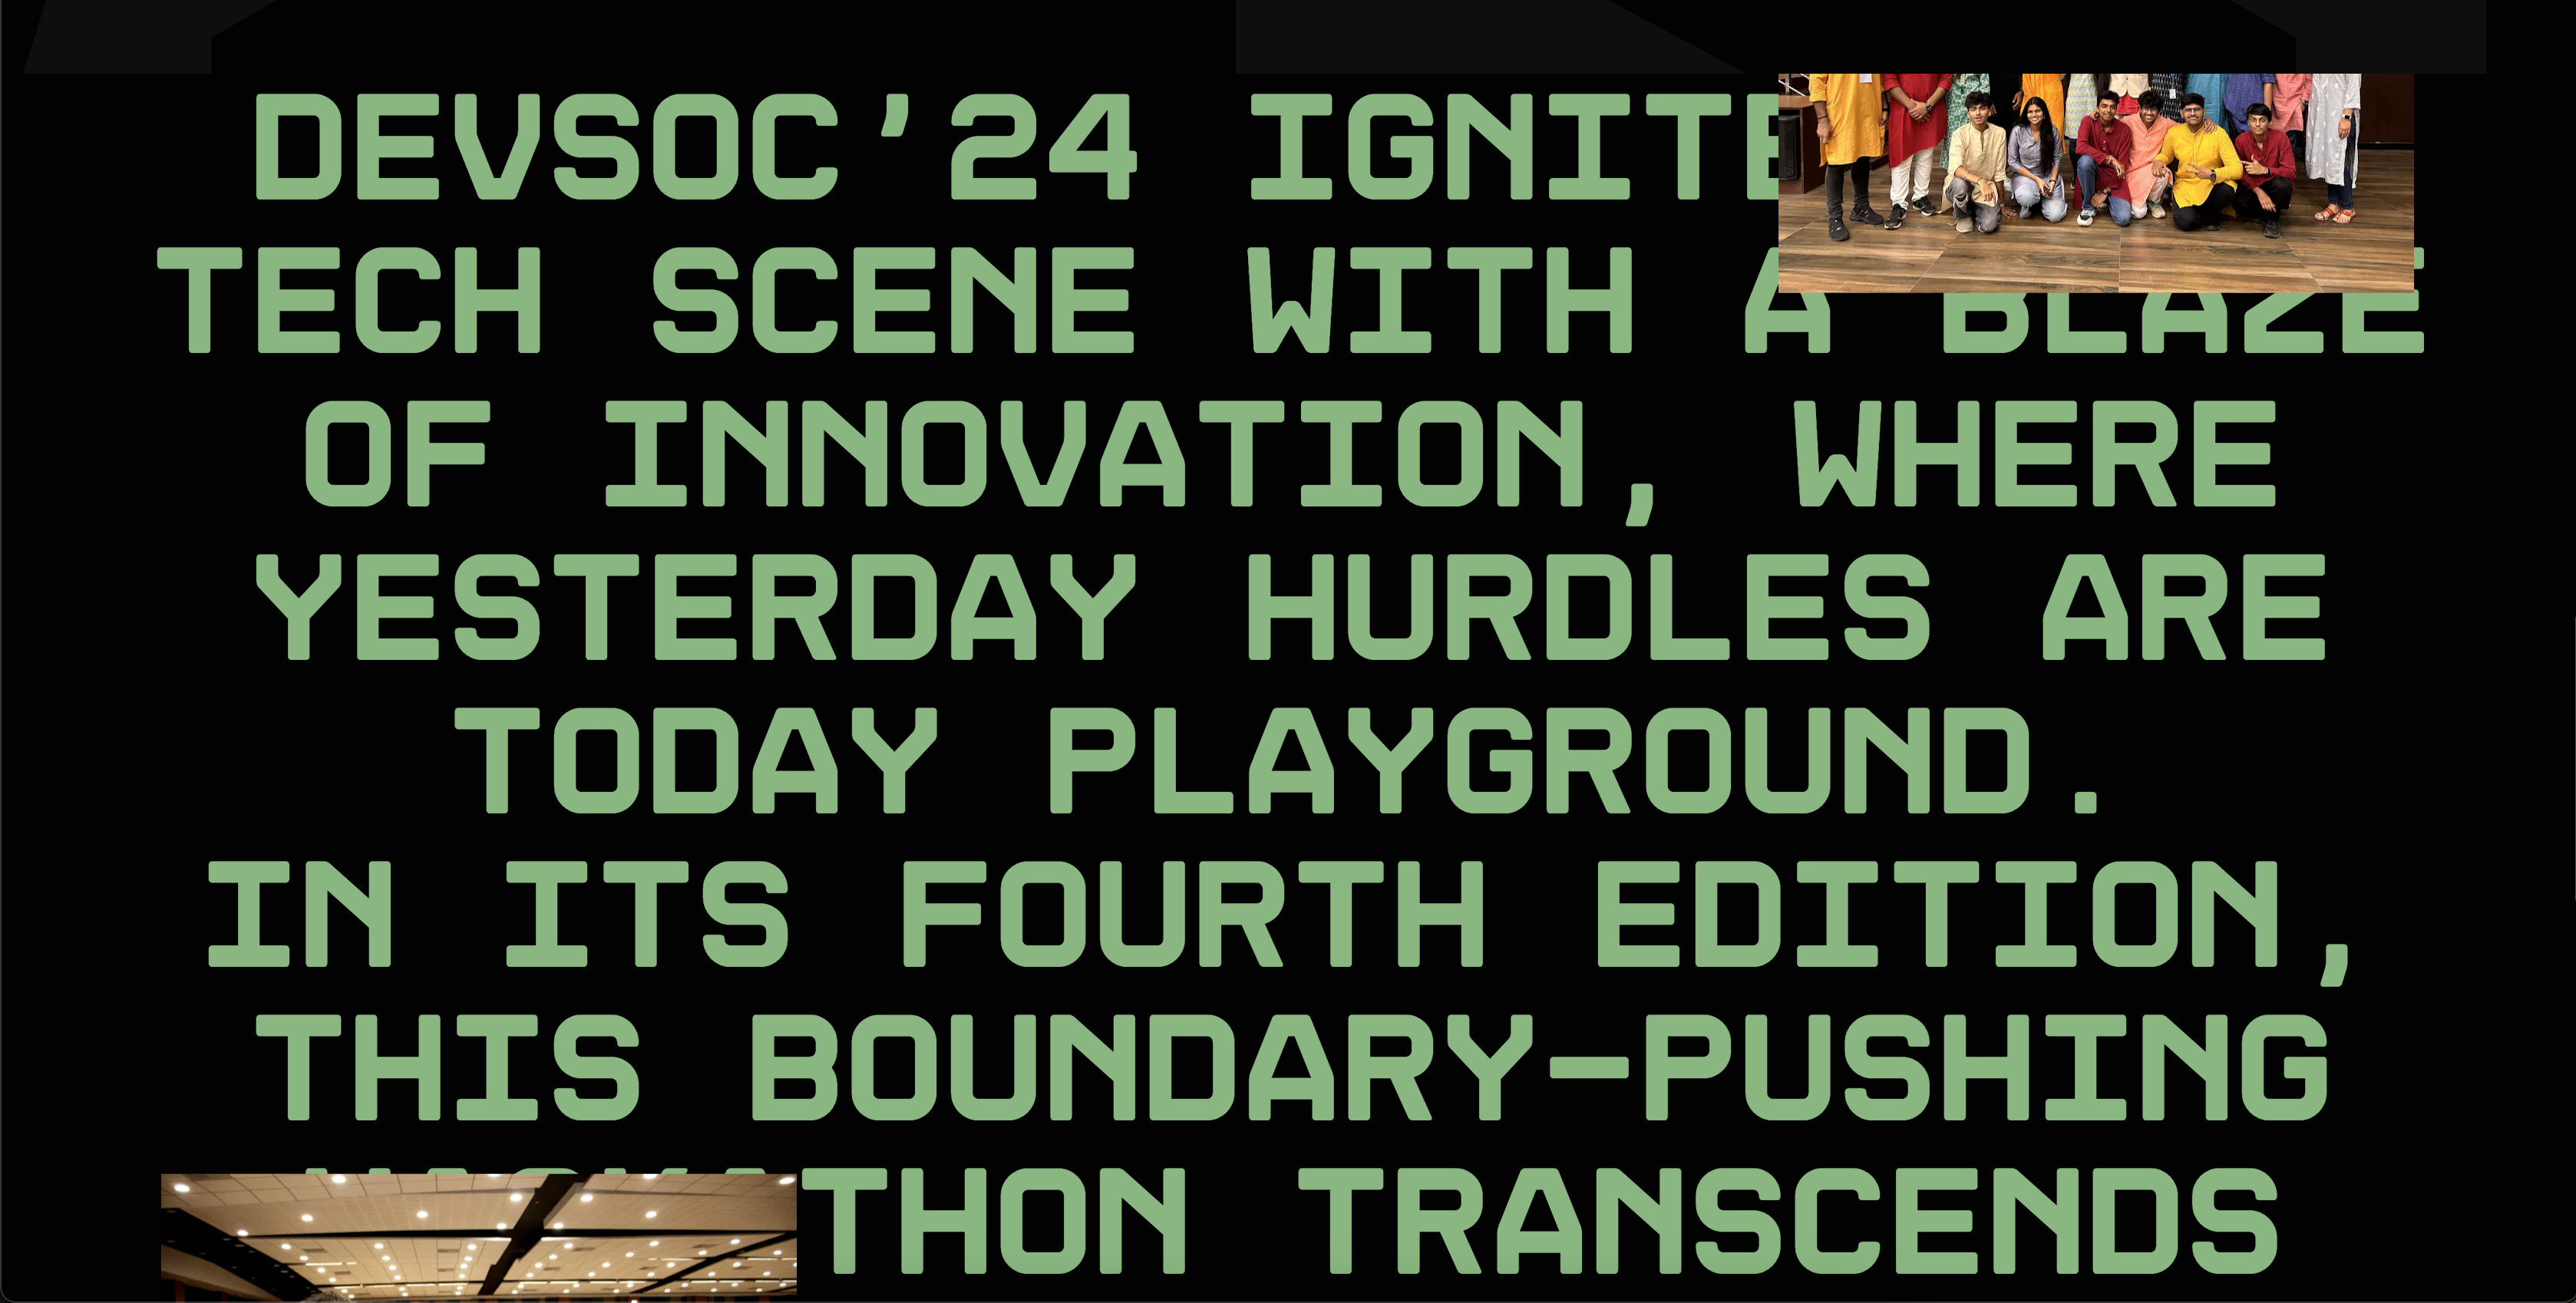 DEVSOC'24 IGNITE
TECH SCENE WITH A BLAZE
OF INNOVATION, WHERE
YESTERDAY HURDLES ARE
TODAY PLAYGROUND.
IN ITS FOURTH EDITION,
THIS BOUNDARY-PUSHING
THON TRANSCENDS